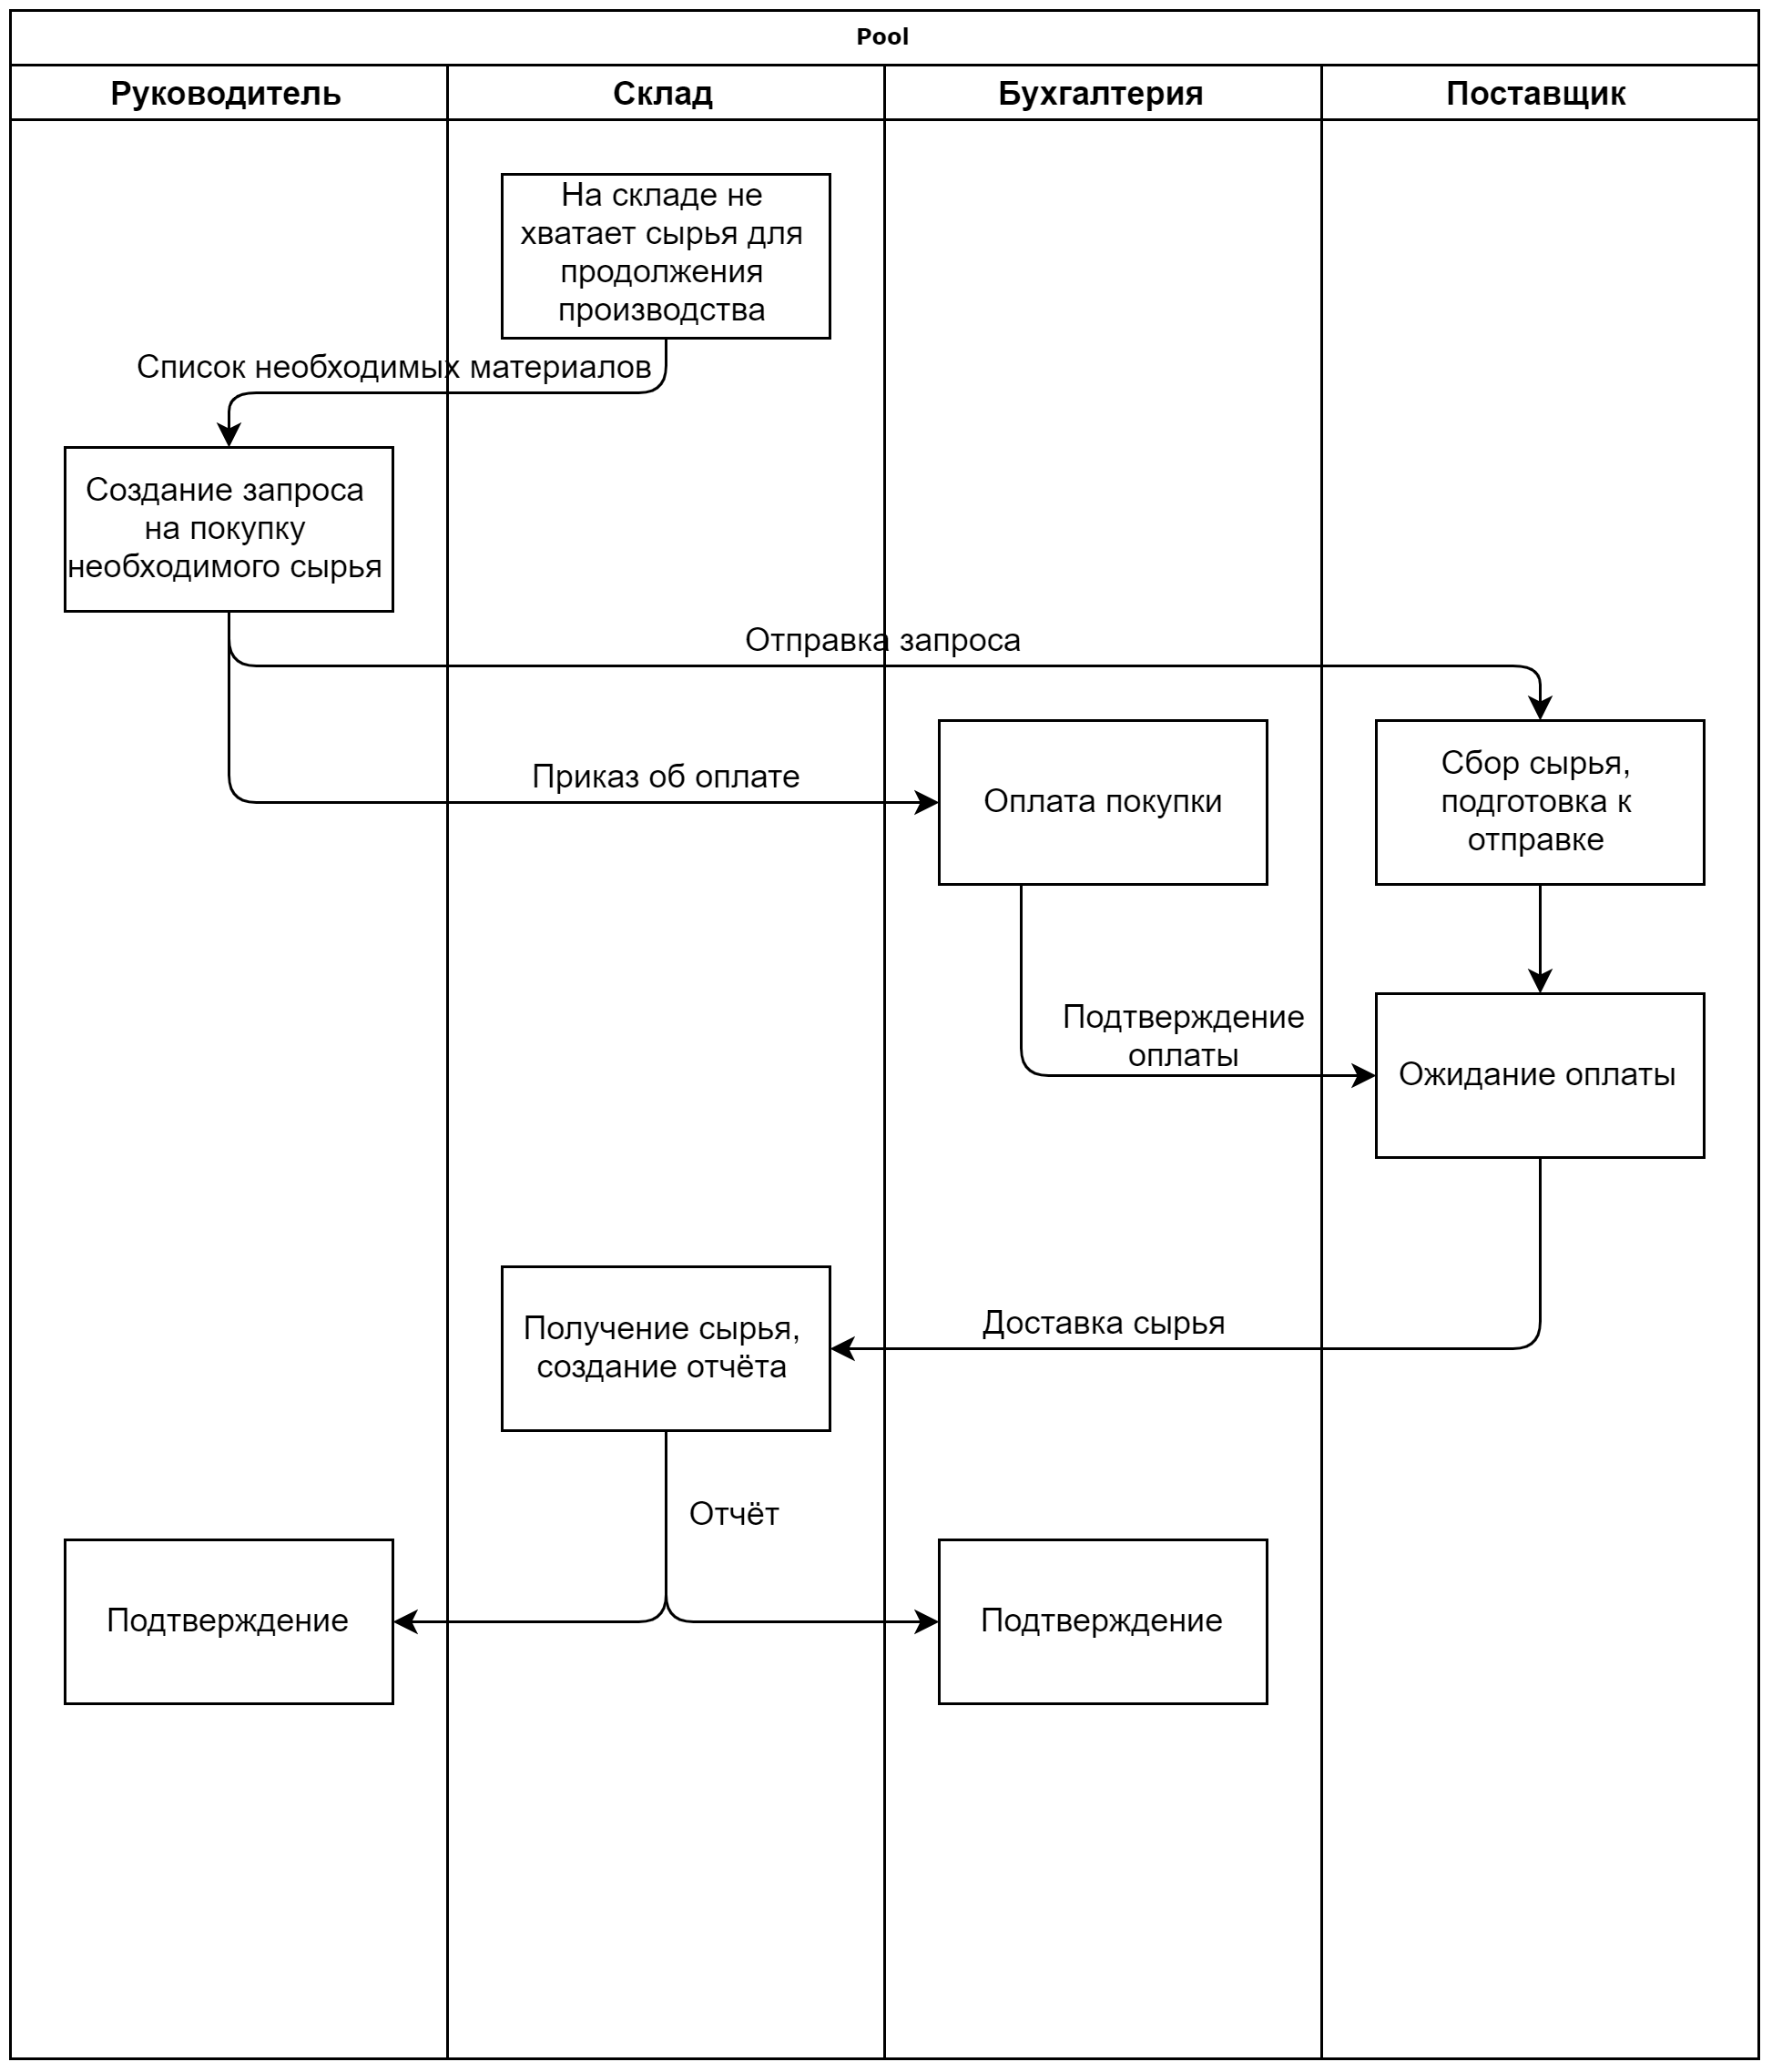 Pool
Руководитель
Склад
Бухгалтерия
Поставщик
На складе не
хватает сырья для
продолжения
производства
Список необходимых материалов
Создание запроса
на покупку
необходимого сырья
Отправка запроса
Приказ об оплате
Оплата покупки
Сбор сырья,
подготовка к
отправке
Подтверждение
оплаты
Ожидание оплаты
Доставка сырья
Получение сырья,
создание отчёта
Отчёт
Подтверждение
Подтверждение